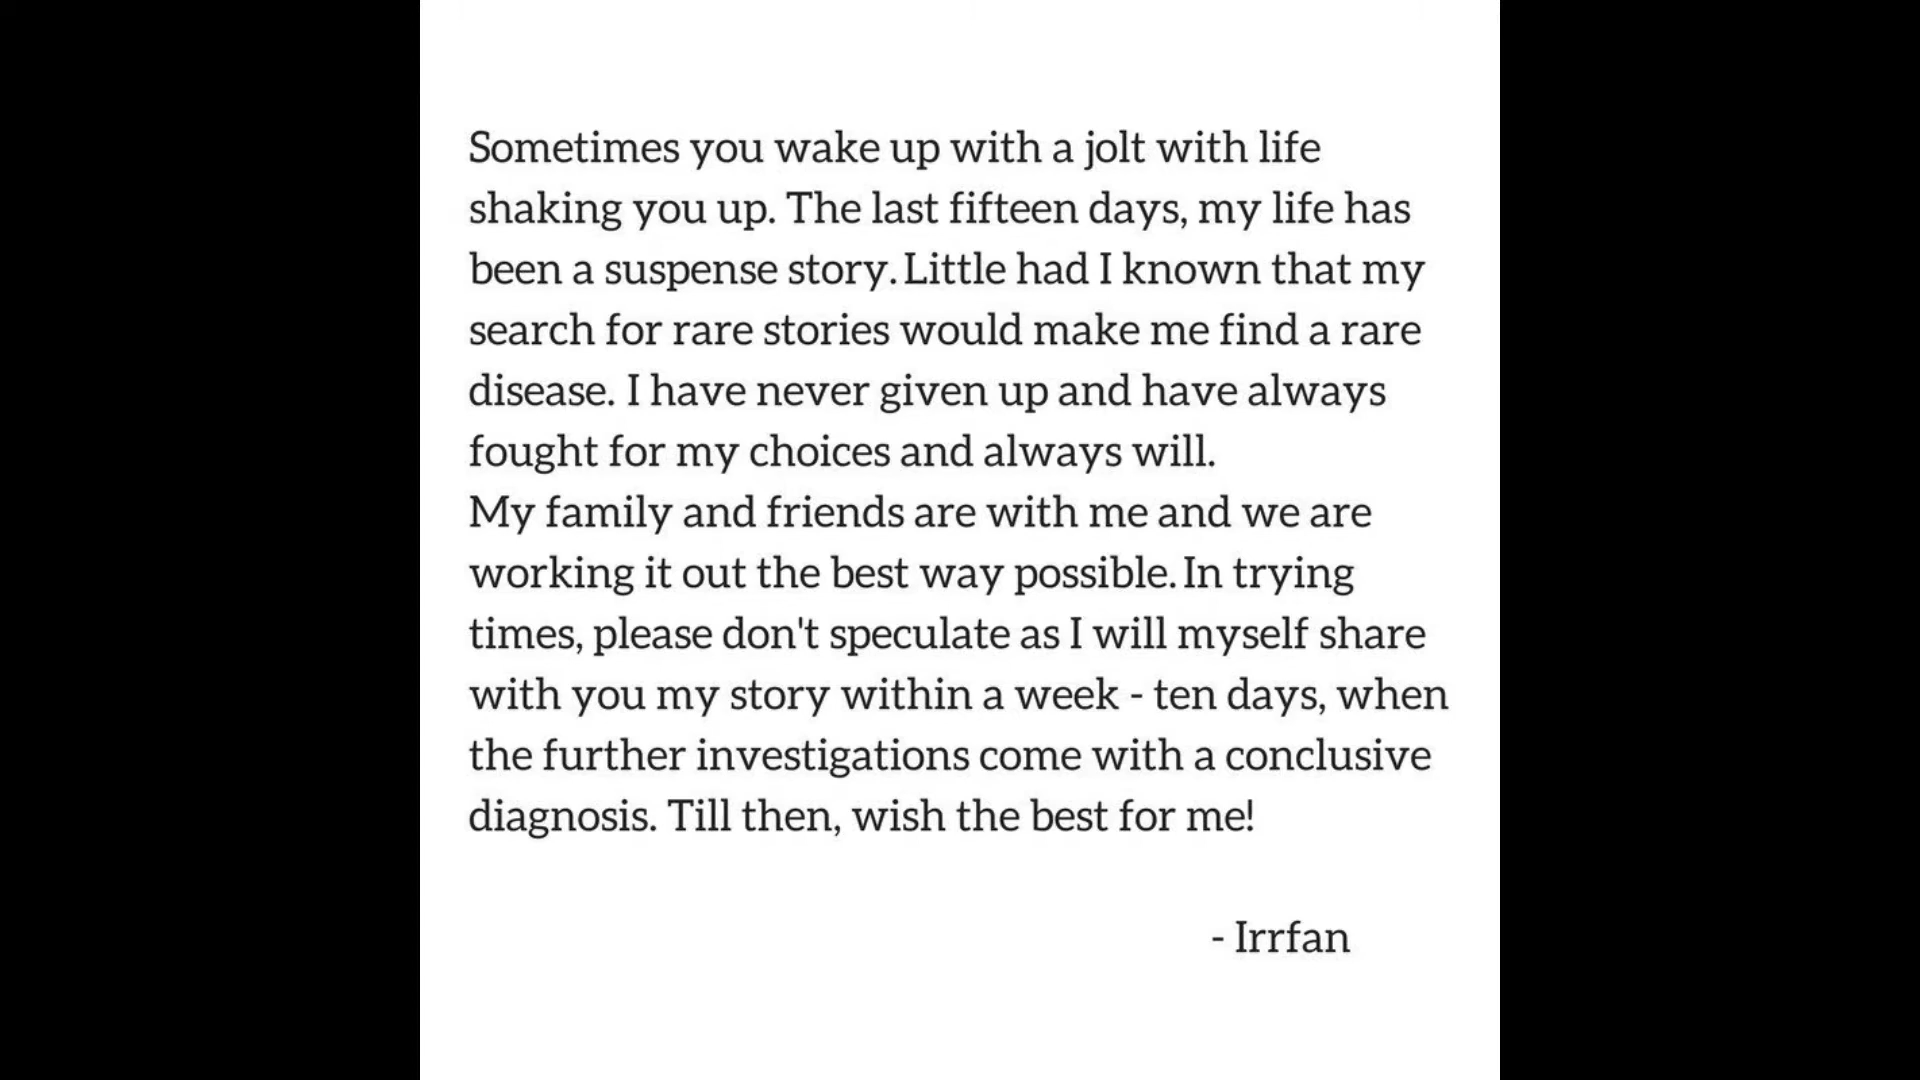 Sometimes you wake up with a jolt with life
shaking you up. The last fifteen days, my life has
been a suspense story. Little had I known that my
search for rare stories would make me find a rare
disease. I have never given up and have always
fought for my choices and always will.
My family and friends are with me and we are
working it out the best way possible. In trying
times, please don't speculate as I will myself share
with you my story within a week - ten days, when
the further investigations come with a conclusive
diagnosis. Till then, wish the best for me!
- Irrfan